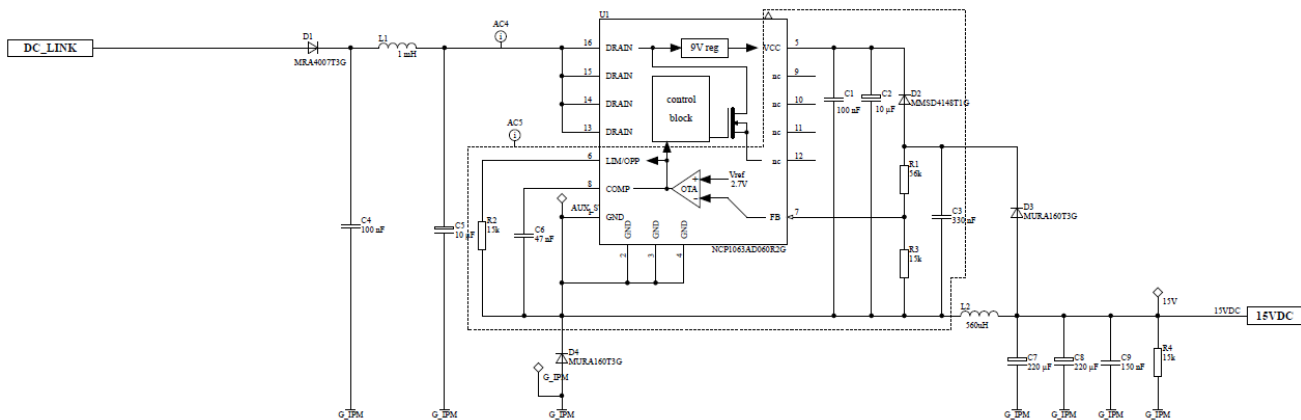 U1
DC_LINK
D1
MRA4007T3G
L1
1 mH
AC4
16
DRAIN
9V reg
VCC
5
15
DRAIN
nc
9
14
DRAIN
control
block
nc
10
13
DRAIN
nc
11
nc
12
C1
100 nF
C2
10 µF
D2
MMSD4148T1G
AC5
6
LIM/OPP
8
COMP
OTA
+
-
Vref
2.7V
FB
7
GND
GND
GND
GND
1
2
3
4
NCP1063AD060R2G
R1
56k
R3
15k
C3
330 nF
D3
MURA160T3G
C4
100 nF
C5
10 µF
R2
15k
C6
47 nF
L2
560uH
15V
15VDC
15VDC
D4
MURA160T3G
G_IPM
C7
220 µF
C8
220 µF
C9
150 nF
R4
15k
G_IPM
G_IPM
G_IPM
G_IPM
G_IPM
G_IPM
G_IPM